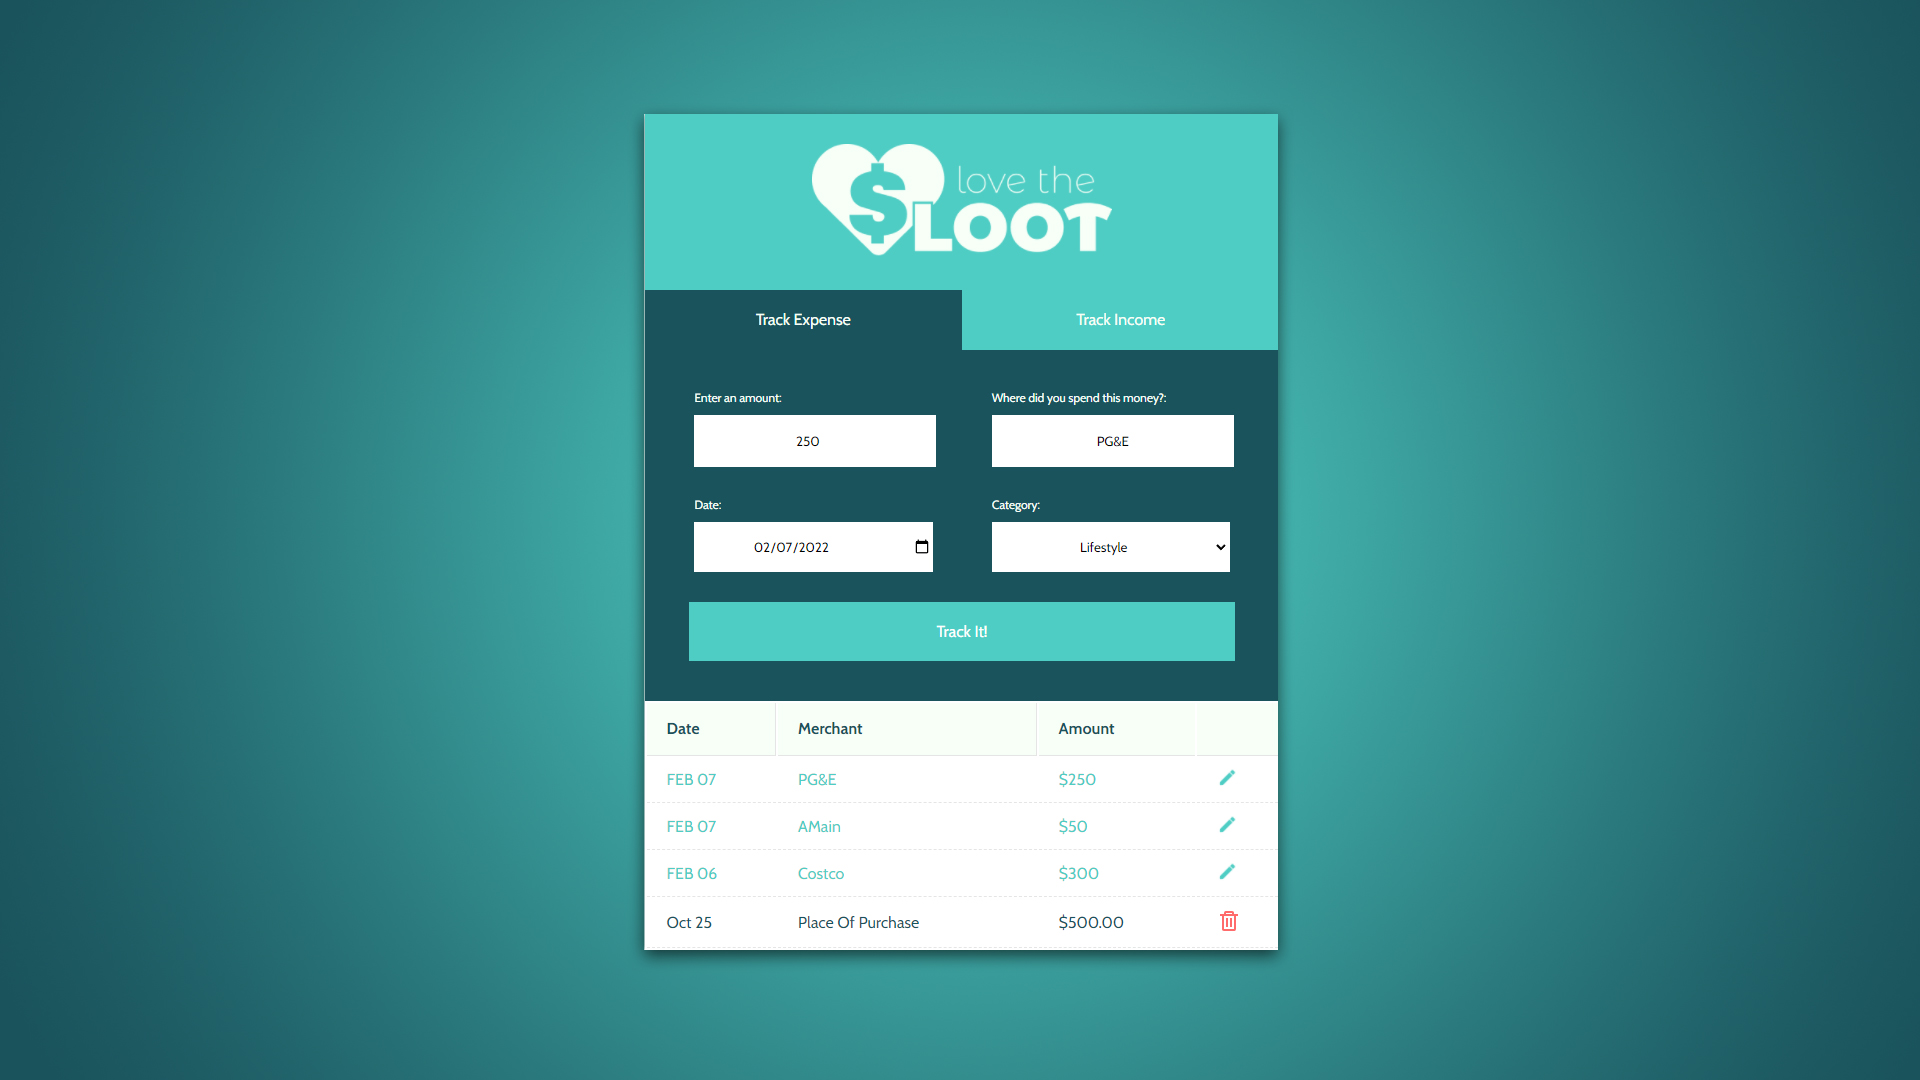 $ love the
LOOT
Track Expense Track Income
Enter an amount: Where did you spend this money?:
250 PG&E
Date: Category:
02/07/2022 Lifestyle
Track It!
Date Merchant Amount
FEB 07 PG&E $250
FEB 07 AMain $50
FEB 06 Costco $300
Oct 25 Place Of Purchase $500.00